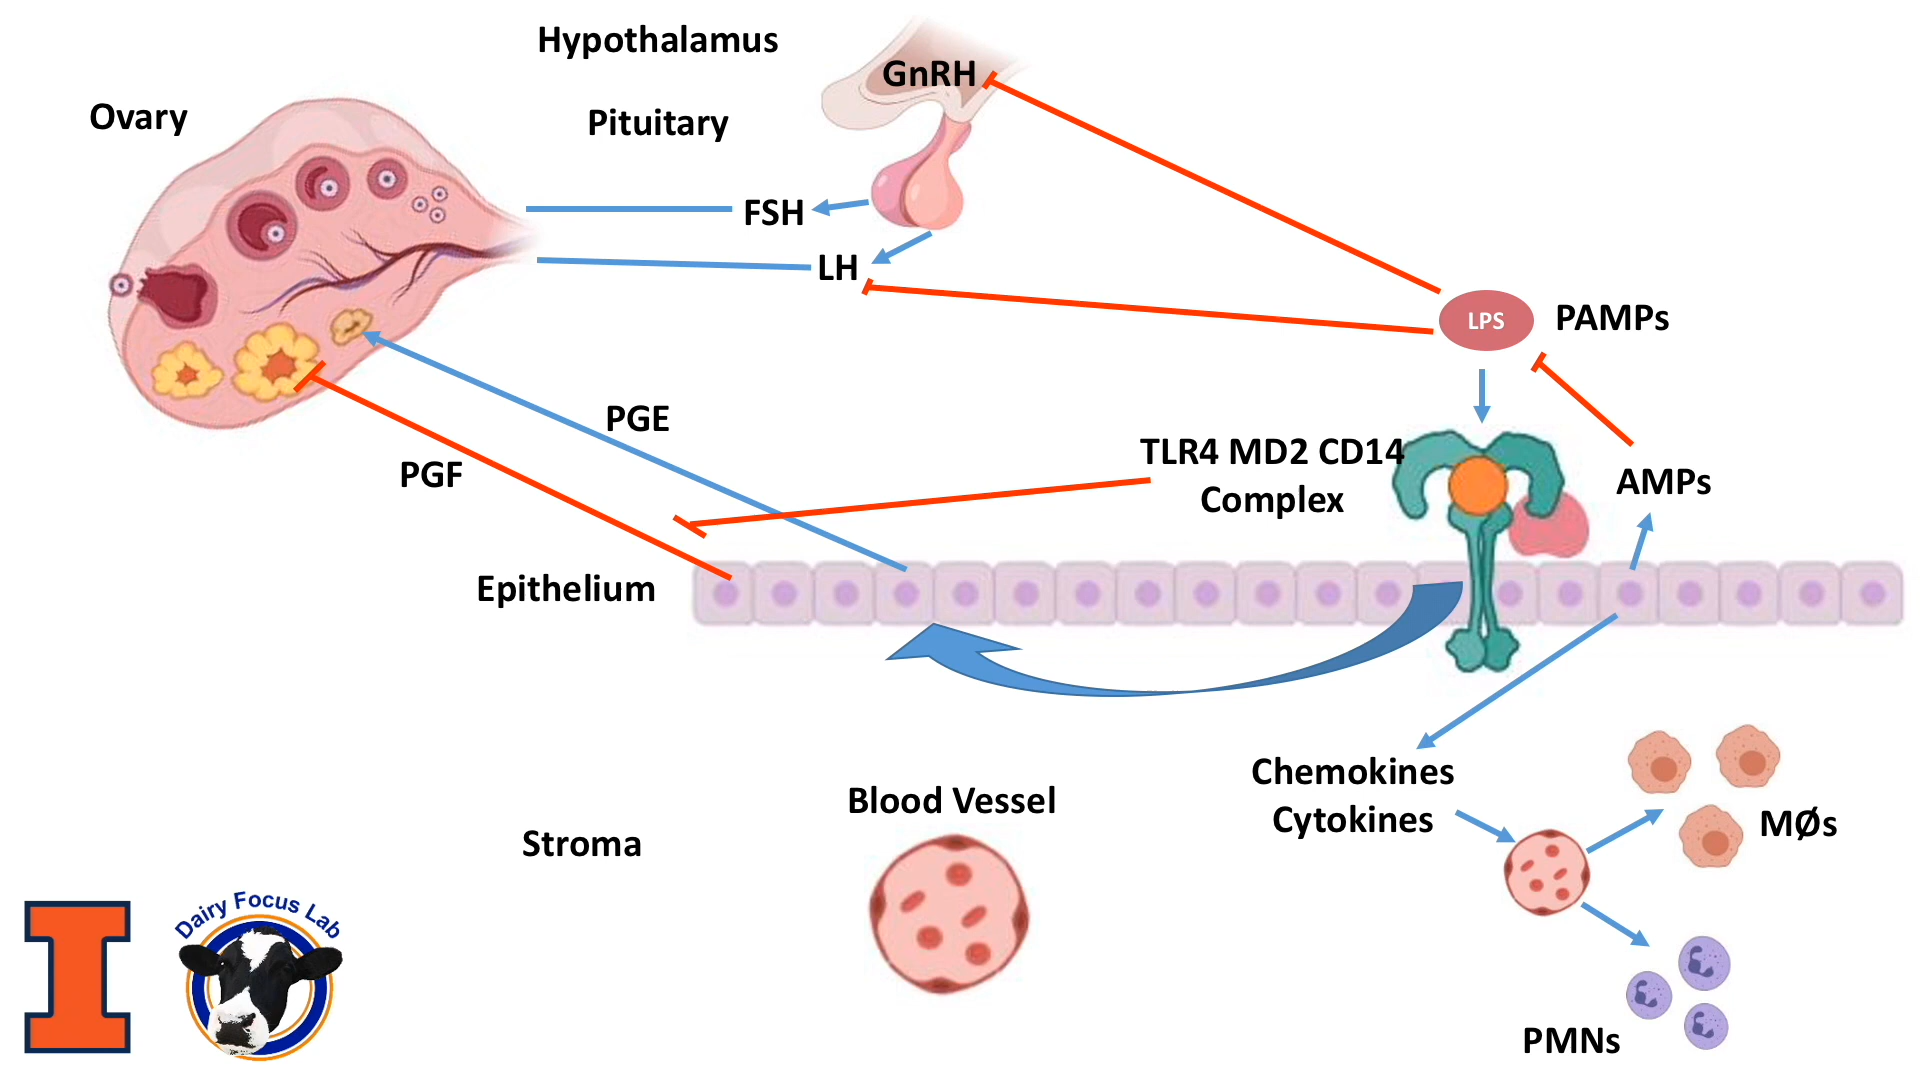 Hypothalamus
GnRH
Ovary
Pituitary
FSH
LH
LPS
PAMPs
PGE
PGF
TLR4 MD2 CD14
Complex
AMPs
Epithelium
Chemokines
Cytokines
Blood Vessel
Stroma
MØs
PMNs
Dairy Focus Lab